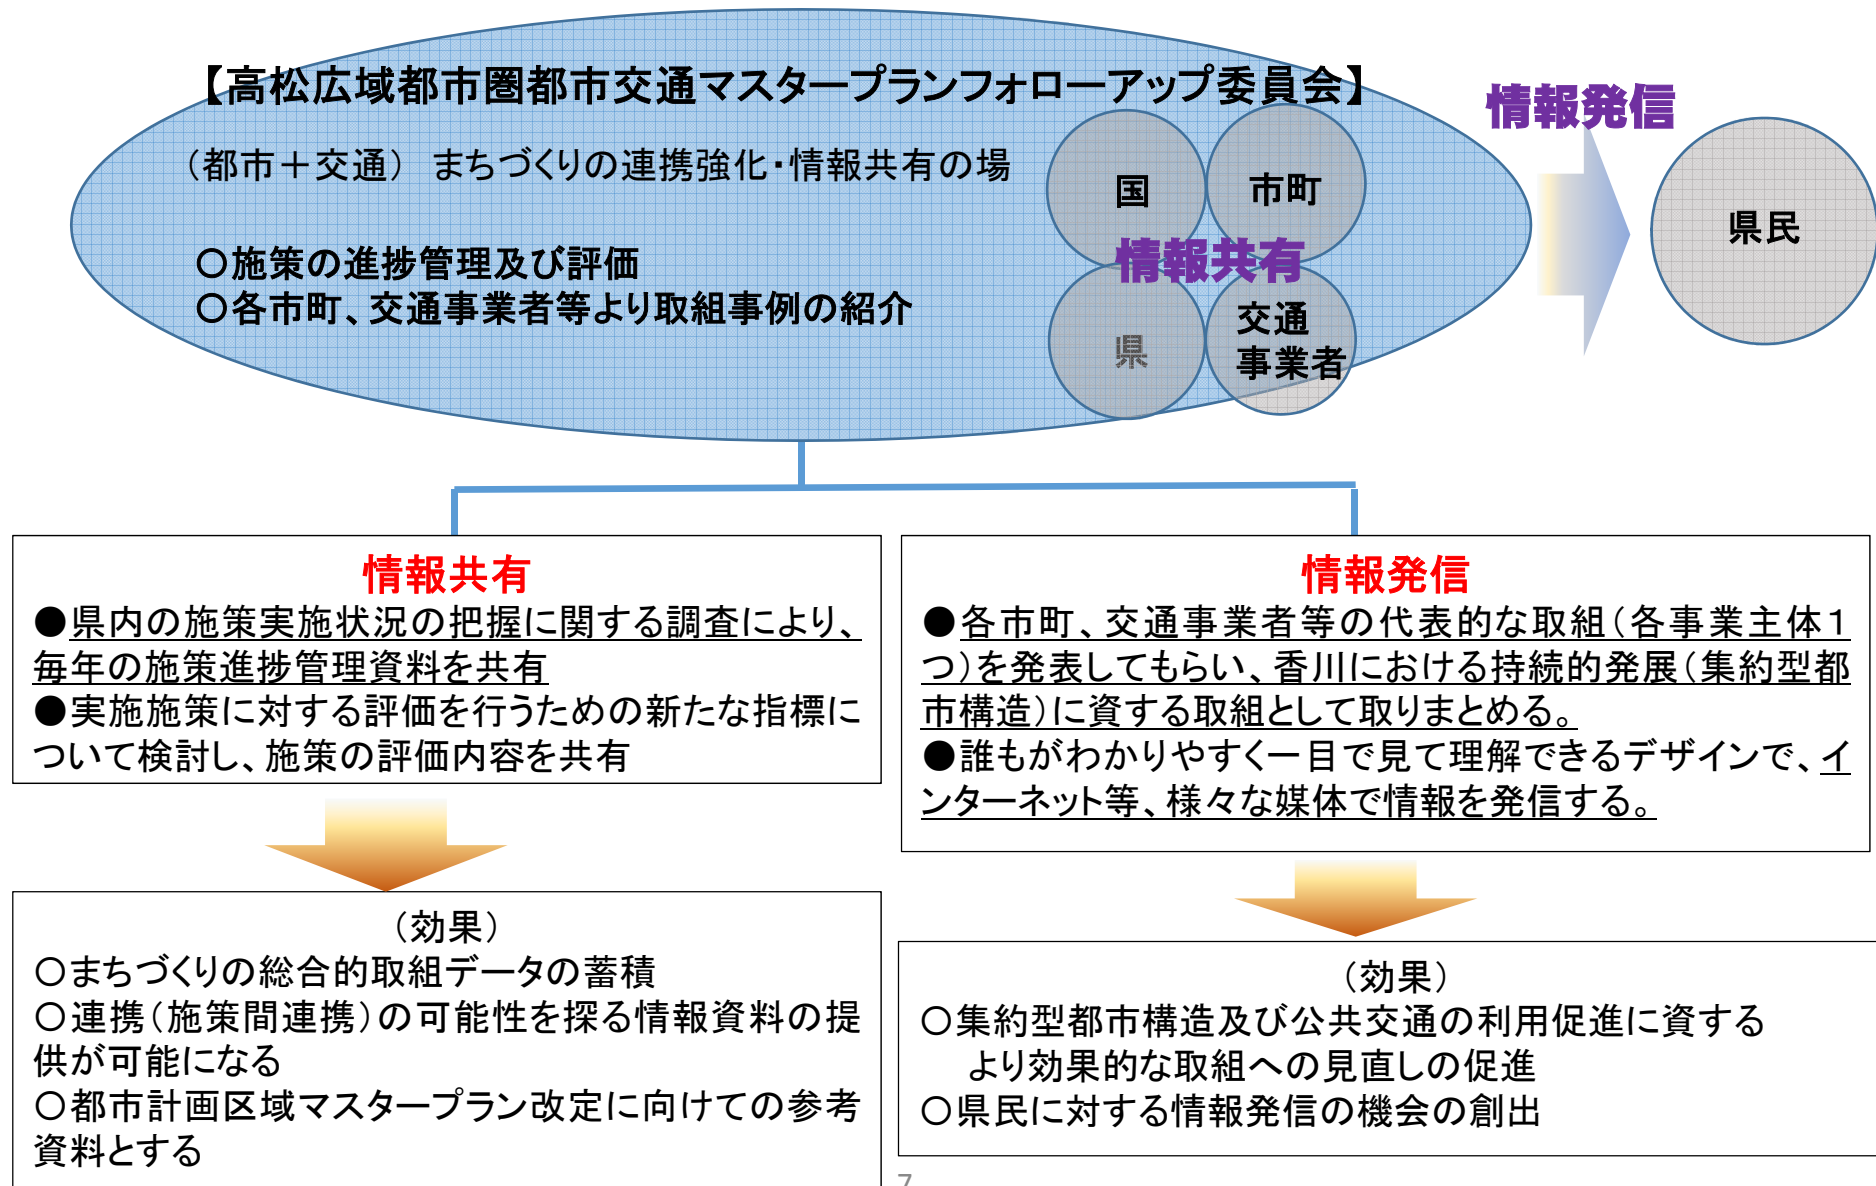 【高松広域都市圏都市交通マスタープランフォローアップ委員会】
（都市＋交通） まちづくりの連携強化・情報共有の場
○施策の進捗管理及び評価
○各市町、交通事業者等より取組事例の紹介
国
市町
情報共有
県
交通
事業者
情報発信
県民
情報共有
●県内の施策実施状況の把握に関する調査により、
毎年の施策進捗管理資料を共有
●実施施策に対する評価を行うための新たな指標に
ついて検討し、施策の評価内容を共有
（効果）
○まちづくりの総合的取組データの蓄積
○連携（施策間連携）の可能性を探る情報資料の提
供が可能になる
○都市計画区域マスタープラン改定に向けての参考
資料とする
情報発信
●各市町、交通事業者等の代表的な取組（各事業主体１
つ）を発表してもらい、香川における持続的発展（集約型都
市構造）に資する取組として取りまとめる。
●誰もがわかりやすく一目で見て理解できるデザインで、イ
ンターネット等、様々な媒体で情報を発信する。
（効果）
○集約型都市構造及び公共交通の利用促進に資する
より効果的な取組への見直しの促進
○県民に対する情報発信の機会の創出
7